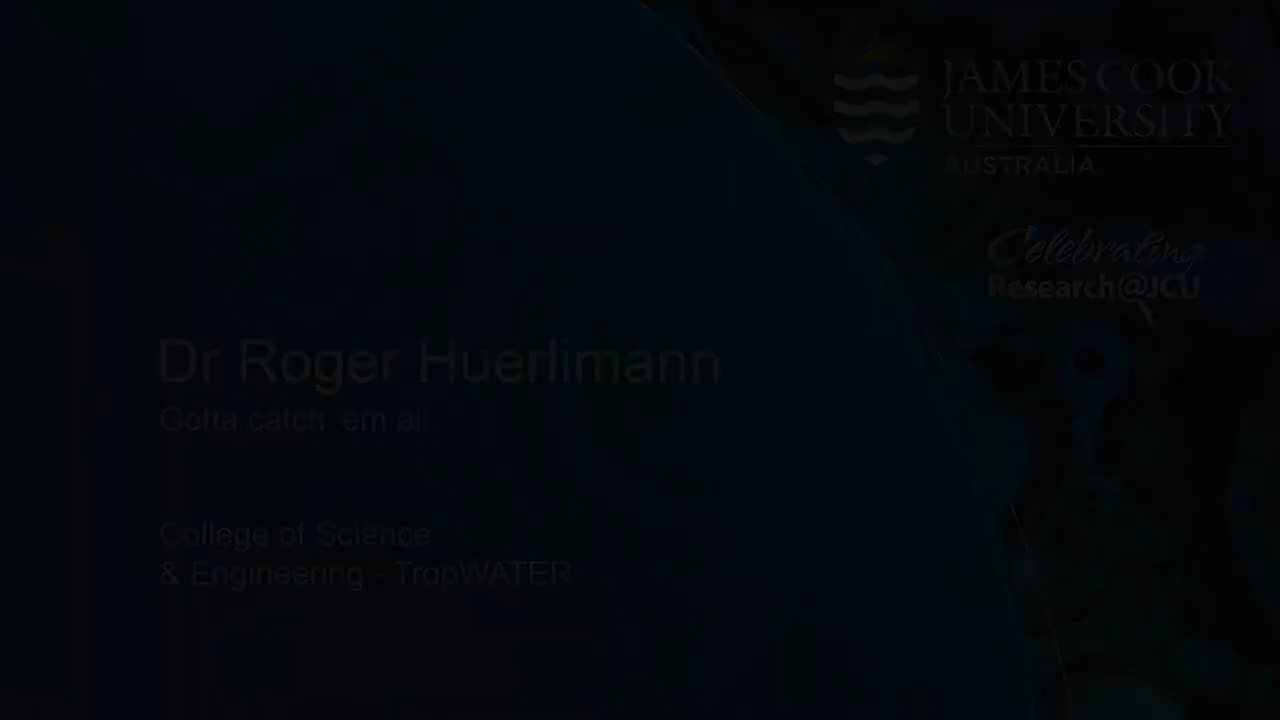 JAMES COOK
UNIVERSITY
AUSTRALIA
Celebrating
Research@JCU
Dr Roger Huerlimann
Gotta catch 'em all
College of Science
& Engineering - TropWATER